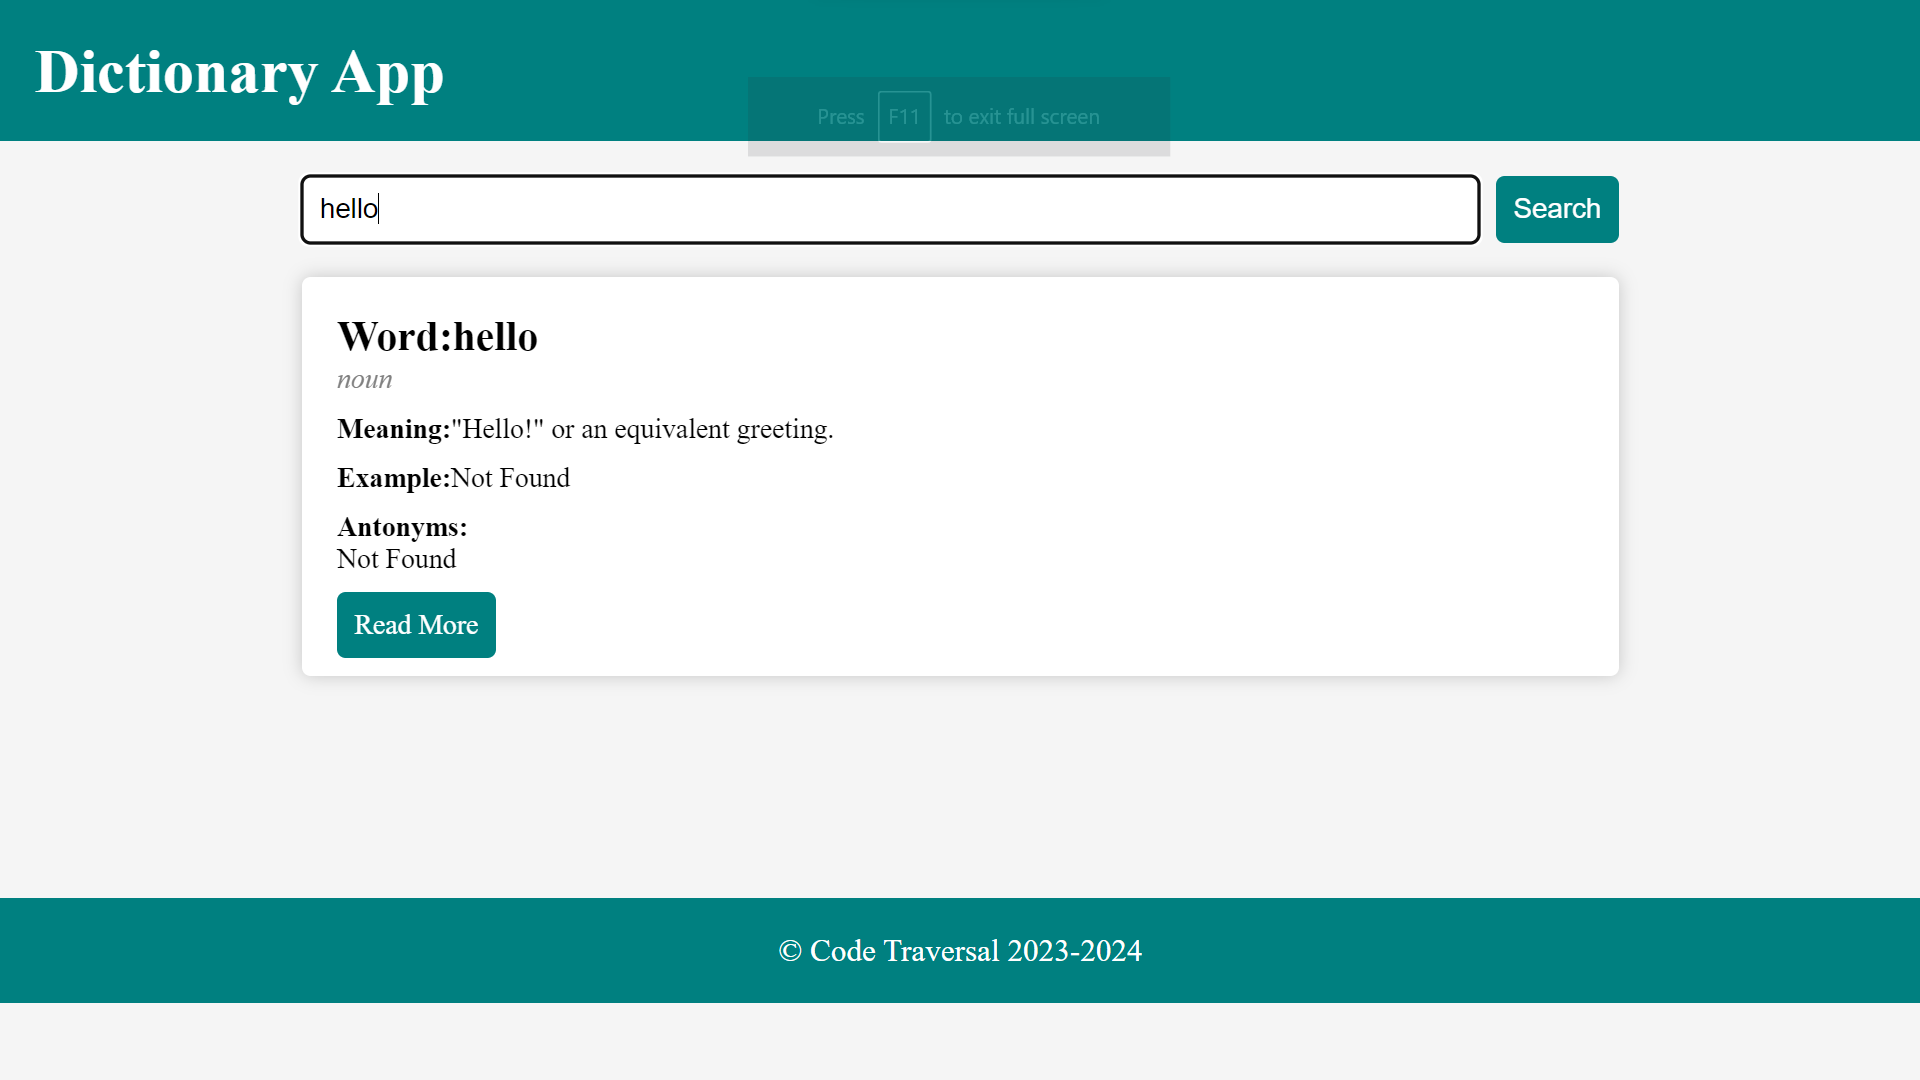 Dictionary App
Press F11 to exit full screen
hello
Search
Word:hello
noun
Meaning:"Hello!" or an equivalent greeting.
Example:Not Found
Antonyms:
Not Found
Read More
© Code Traversal 2023-2024